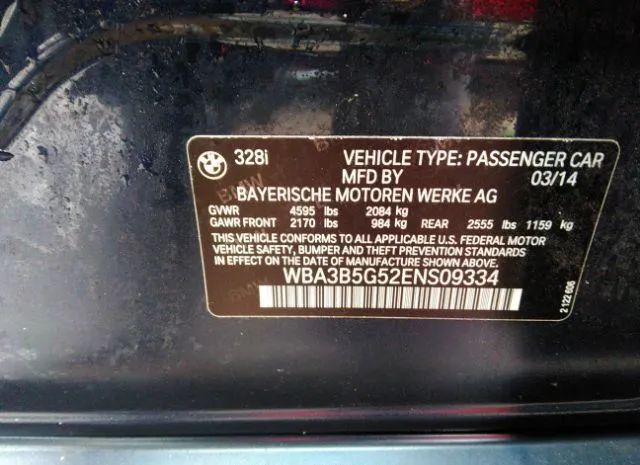 BMW 328i VEHICLE TYPE: PASSENGER CAR
MFD BY 03/14
BAYERISCHE MOTOREN WERKE AG
GVWR 4595 lbs 2084 kg
GAWR FRONT 2170 lbs 984 kg REAR 2555 lbs 1159 kg
THIS VEHICLE CONFORMS TO ALL APPLICABLE U.S. FEDERAL MOTOR
VEHICLE SAFETY, BUMPER AND THEFT PREVENTION STANDARDS
IN EFFECT ON THE DATE OF MANUFACTURE SHOWN ABOVE.
WBA3B5G52ENS09334
2 122 606